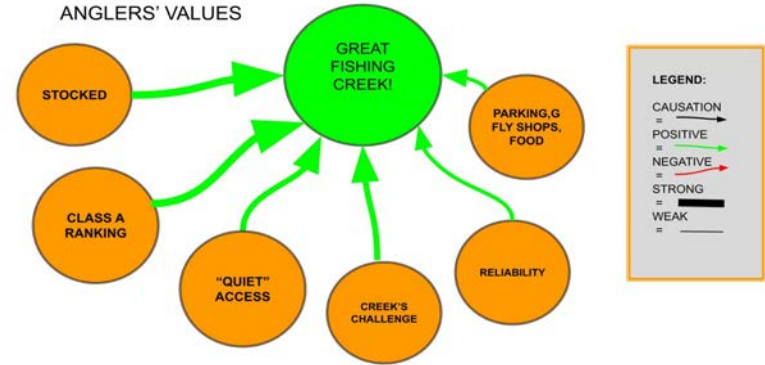 ANGLERS' VALUES
GREAT
FISHING
CREEK!
STOCKED
PARKING,G
FLY SHOPS,
FOOD
CLASS A
RANKING
"QUIET"
ACCESS
CREEK'S
CHALLENGE
RELIABILITY
LEGEND:
CAUSATION
=
POSITIVE
=
NEGATIVE
=
STRONG
=
WEAK
=